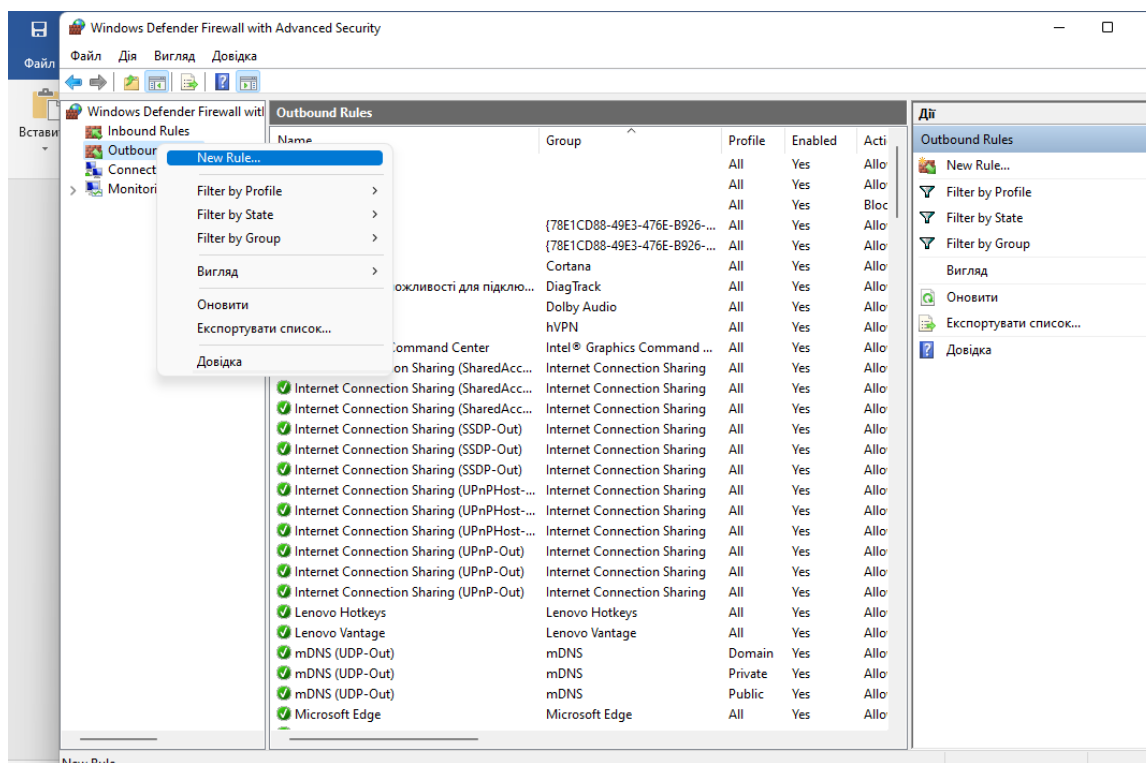 Windows Defender Firewall with Advanced Security
Файл
Файл Дія Вигляд Довідка
Windows Defender Firewall witl
Inbound Rules
Outbour
Connect
Monitori
New Rule...
Filter by Profile
Filter by State
Filter by Group
Вигляд
Оновити
Експортувати список...
Довідка
Outbound Rules
Name Group Profile Enabled Acti
All Yes Allo
All Yes Allo
All Yes Bloc
{78E1CD88-49E3-476E-B926-... All Yes Allo
{78E1CD88-49E3-476E-B926-... All Yes Allo
Cortana All Yes Allo
ожливості для підклю... DiagTrack All Yes Allo
Dolby Audio All Yes Allo
hVPN All Yes Allo
Command Center Intel® Graphics Command ... All Yes Allo
on Sharing (SharedAcc... Internet Connection Sharing All Yes Allo
Internet Connection Sharing (SharedAcc... Internet Connection Sharing All Yes Allo
Internet Connection Sharing (SharedAcc... Internet Connection Sharing All Yes Allo
Internet Connection Sharing (SSDP-Out) Internet Connection Sharing All Yes Allo
Internet Connection Sharing (SSDP-Out) Internet Connection Sharing All Yes Allo
Internet Connection Sharing (SSDP-Out) Internet Connection Sharing All Yes Allo
Internet Connection Sharing (UPnPHost-... Internet Connection Sharing All Yes Allo
Internet Connection Sharing (UPnPHost-... Internet Connection Sharing All Yes Allo
Internet Connection Sharing (UPnPHost-... Internet Connection Sharing All Yes Allo
Internet Connection Sharing (UPnP-Out) Internet Connection Sharing All Yes Allo
Internet Connection Sharing (UPnP-Out) Internet Connection Sharing All Yes Allo
Internet Connection Sharing (UPnP-Out) Internet Connection Sharing All Yes Allo
Lenovo Hotkeys Lenovo Hotkeys All Yes Allo
Lenovo Vantage Lenovo Vantage All Yes Allo
mDNS (UDP-Out) mDNS Domain Yes Allo
mDNS (UDP-Out) mDNS Private Yes Allo
mDNS (UDP-Out) mDNS Public Yes Allo
Microsoft Edge Microsoft Edge All Yes Allo
Дії
Outbound Rules
New Rule...
Filter by Profile
Filter by State
Filter by Group
Вигляд
Оновити
Експортувати список...
Довідка
Встави
New Rule